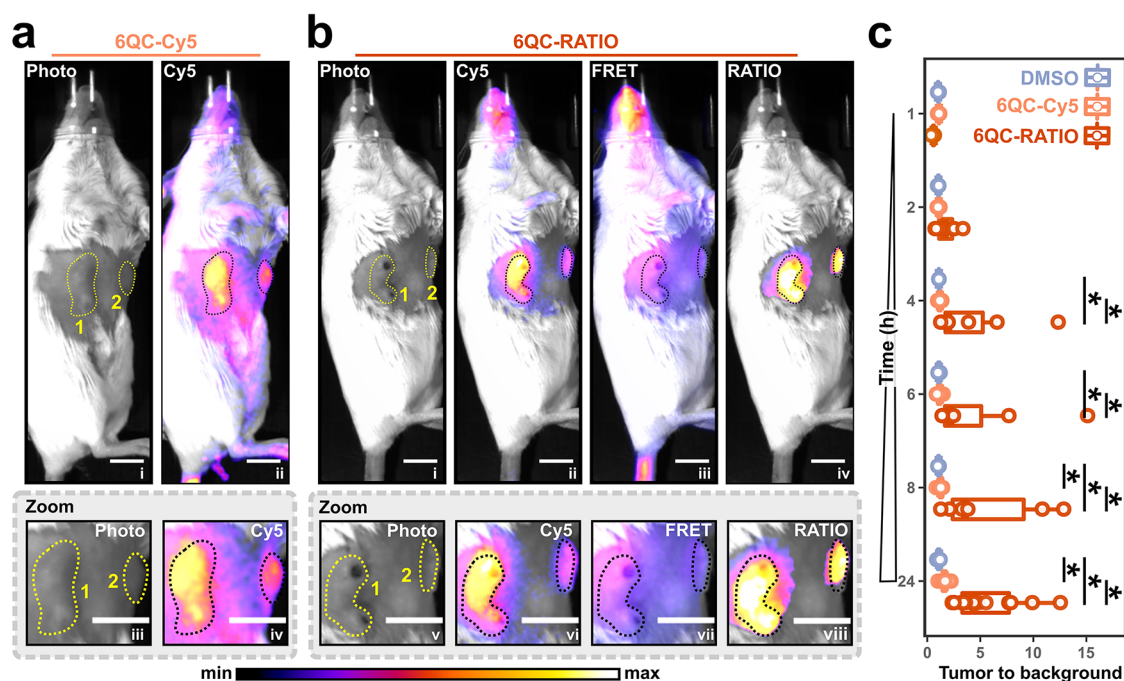 a
6QC-Cy5
Photo
Cy5
1
2
i
ii
Zoom
Photo
Cy5
1
2
iii
iv
b
6QC-RATIO
Photo
Cy5
FRET
RATIO
1
2
i
ii
iii
iv
Zoom
Photo
Cy5
FRET
RATIO
1
2
v
vi
vii
viii
min
max
c
DMSO
6QC-Cy5
6QC-RATIO
Time (h)
1
2
4
6
8
24
* *
* *
* * *
* * *
0 5 10 15
Tumor to background